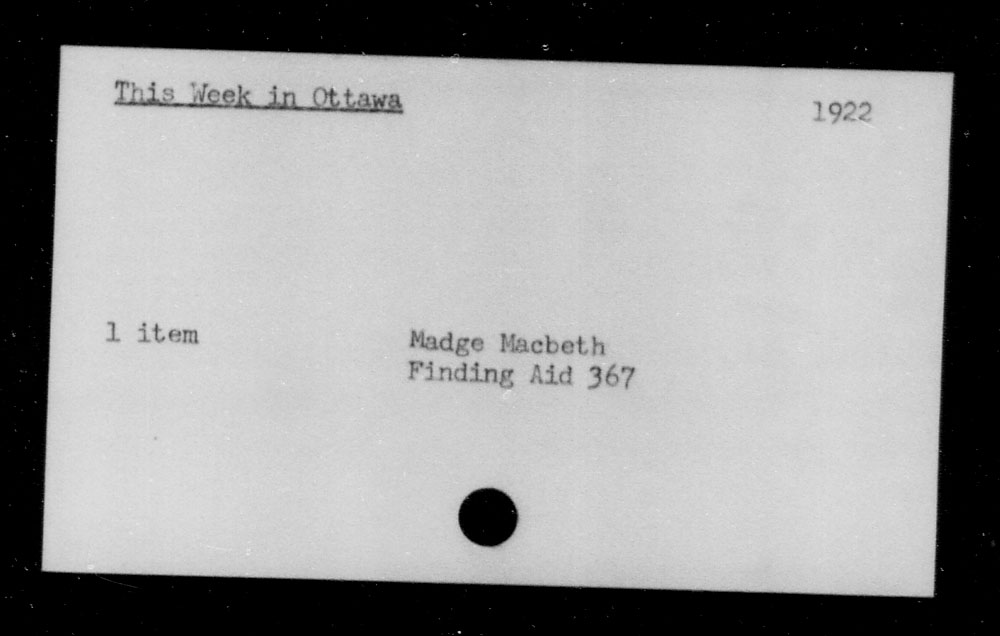 This Week in Ottawa 1922
1 item Madge Macbeth
Finding Aid 367